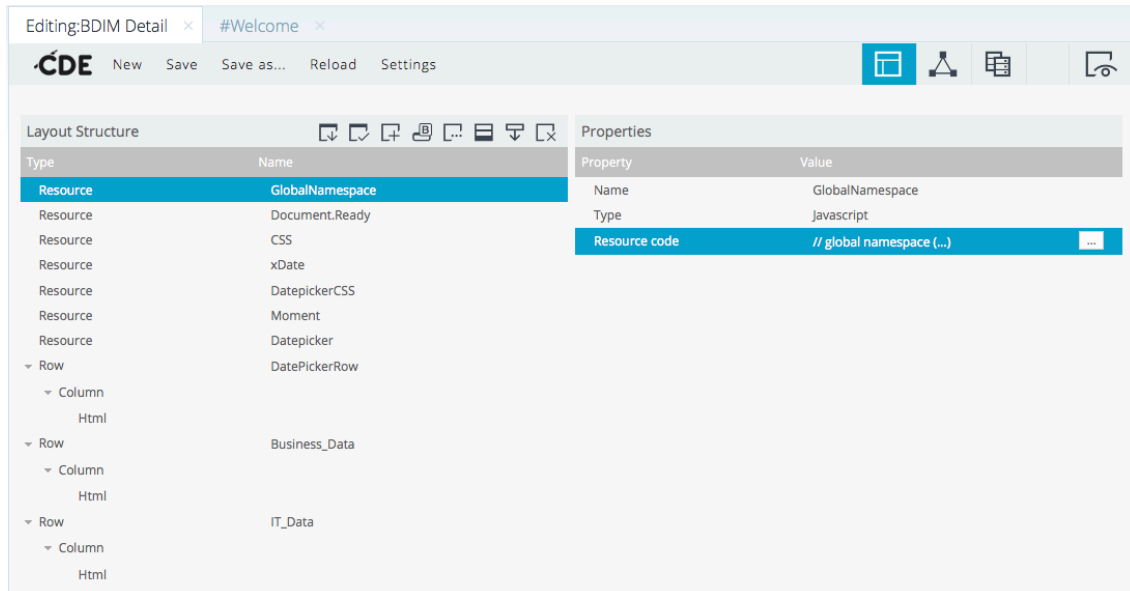 Editing:BDIM Detail × #Welcome ×
CDE New Save Save as... Reload Settings
Layout Structure
Type Name
Resource GlobalNamespace
Resource Document.Ready
Resource CSS
Resource xDate
Resource DatepickerCSS
Resource Moment
Resource Datepicker
Row DatePickerRow
Column
Html
Row Business_Data
Column
Html
Row IT_Data
Column
Html
Properties
Property Value
Name GlobalNamespace
Type Javascript
Resource code // global namespace (...) ...